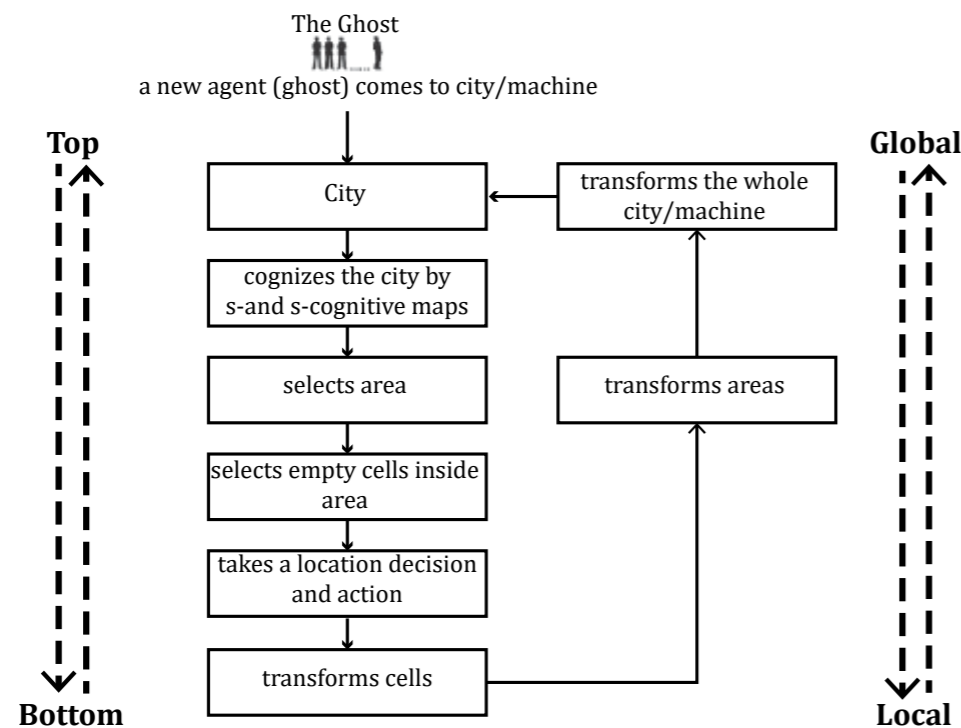 The Ghost
a new agent (ghost) comes to city/machine
Top
Global
City
transforms the whole
city/machine
cognizes the city by
s-and s-cognitive maps
selects area
transforms areas
selects empty cells inside
area
takes a location decision
and action
transforms cells
Bottom
Local